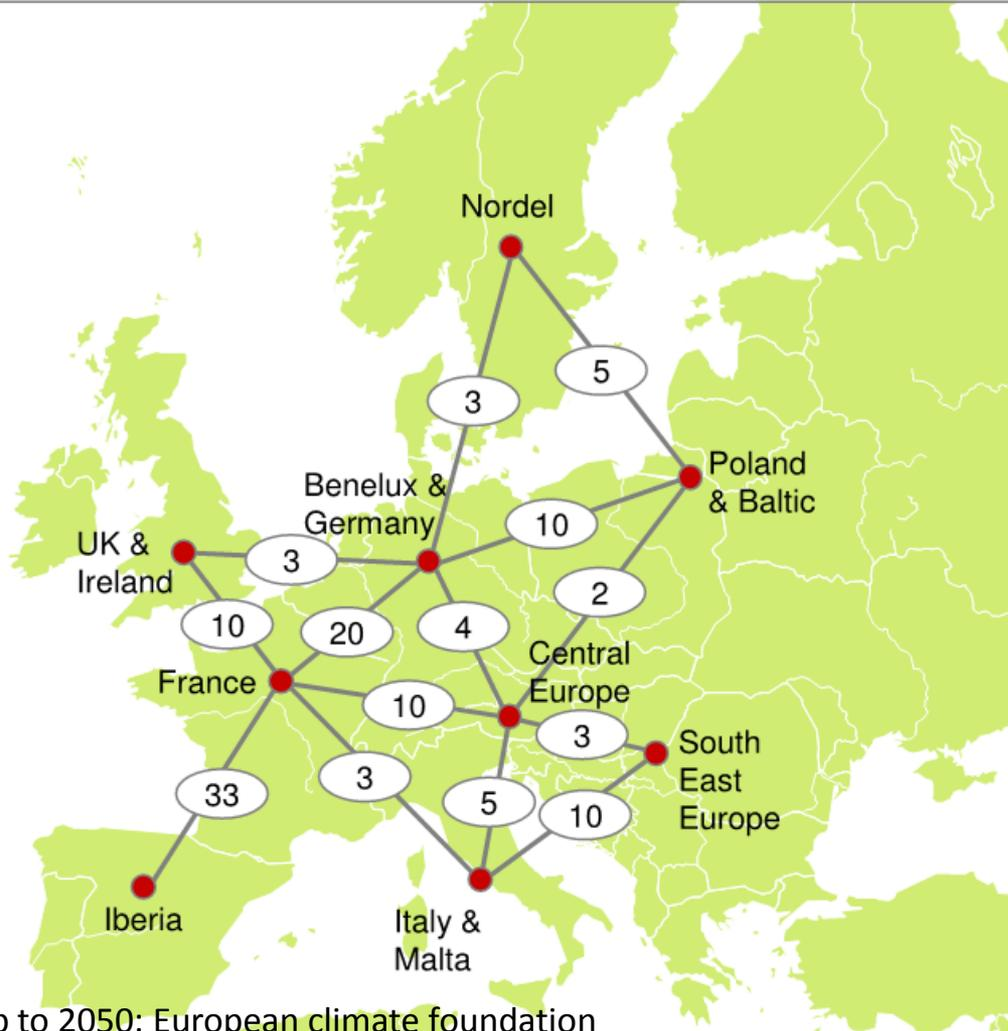 Nordel
5
3
Poland
& Baltic
Benelux &
Germany
10
UK &
Ireland
3
2
10
20
4
Central
Europe
France
10
3
South
East
Europe
3
33
5
10
Iberia
Italy &
Malta
to 2050: European climate foundation